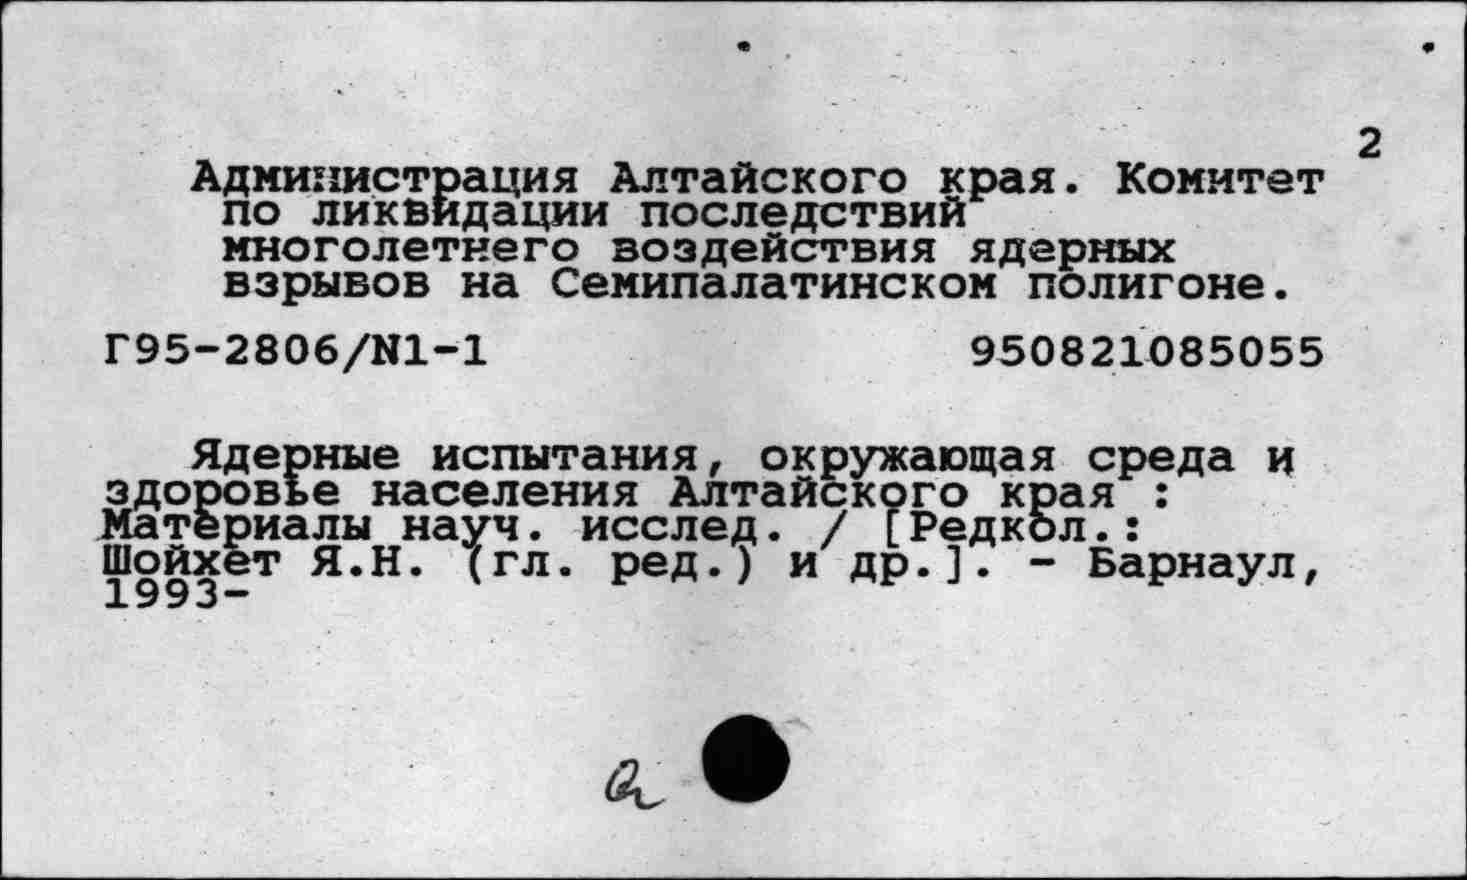 2
Администрация Алтайского края. Комитет
по ликвидации последствий
многолетнего воздействия ядерных
взрывов на Семипалатинском полигоне.
Г95-2806/N1-1 950821085055
Ядерные испытания, окружающая среда и
здоровье населения Алтайского края :
Материалы науч. исслед. / [Редкол.:
Шойхет Я.Н. (гл. ред.) и др.]. - Барнаул,
1993-